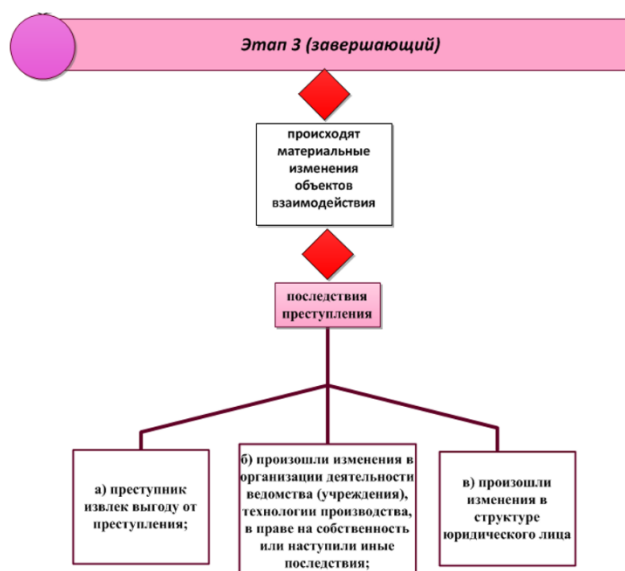 Этап 3 (завершающий)
происходят
материальные
изменения
объектов
взаимодействия
последствия
преступления
а) преступник
извлек выгоду от
преступления;
б) произошли изменения в
организации деятельности
ведомства (учреждения),
технологии производства,
в праве на собственность
или наступили иные
последствия;
в) произошли
изменения в
структуре
юридического лица